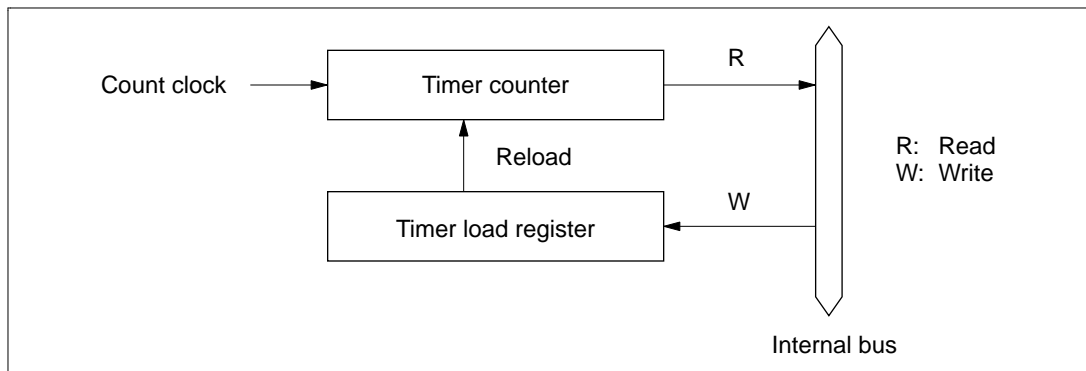 R
Count clock
Timer counter
Reload
R: Read
W: Write
W
Timer load register
Internal bus